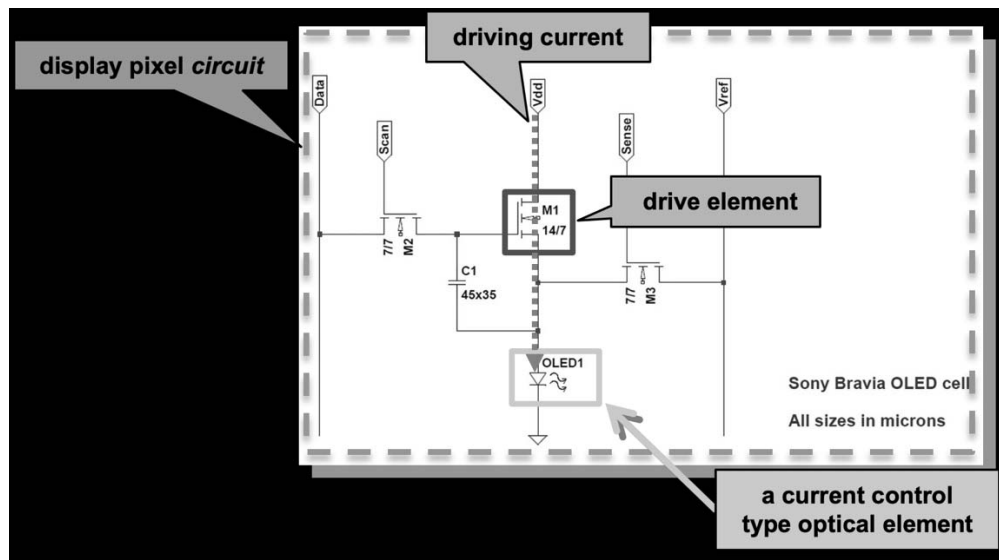 driving current
display pixel circuit
Data
Vdd
Vref
Scan
Sense
drive element
M1
14/7
7/7
M2
C1
45x35
7/7
M3
OLED1
Sony Bravia OLED cell
All sizes in microns
a current control
type optical element